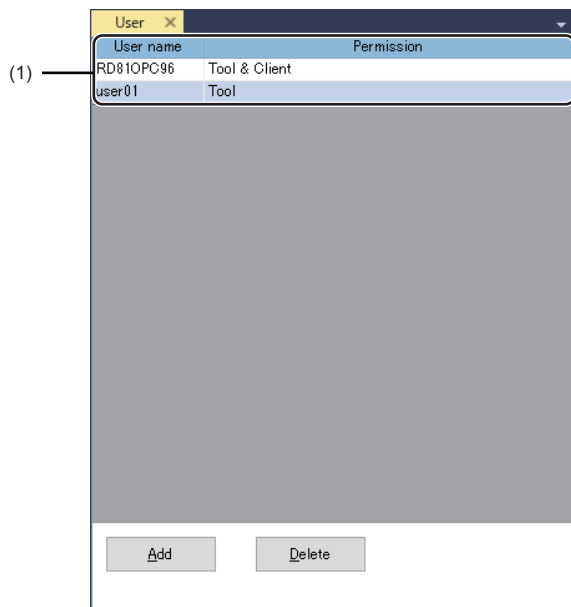 User ×
User name Permission
(1)
RD81OPC96 Tool & Client
user01 Tool
Add Delete